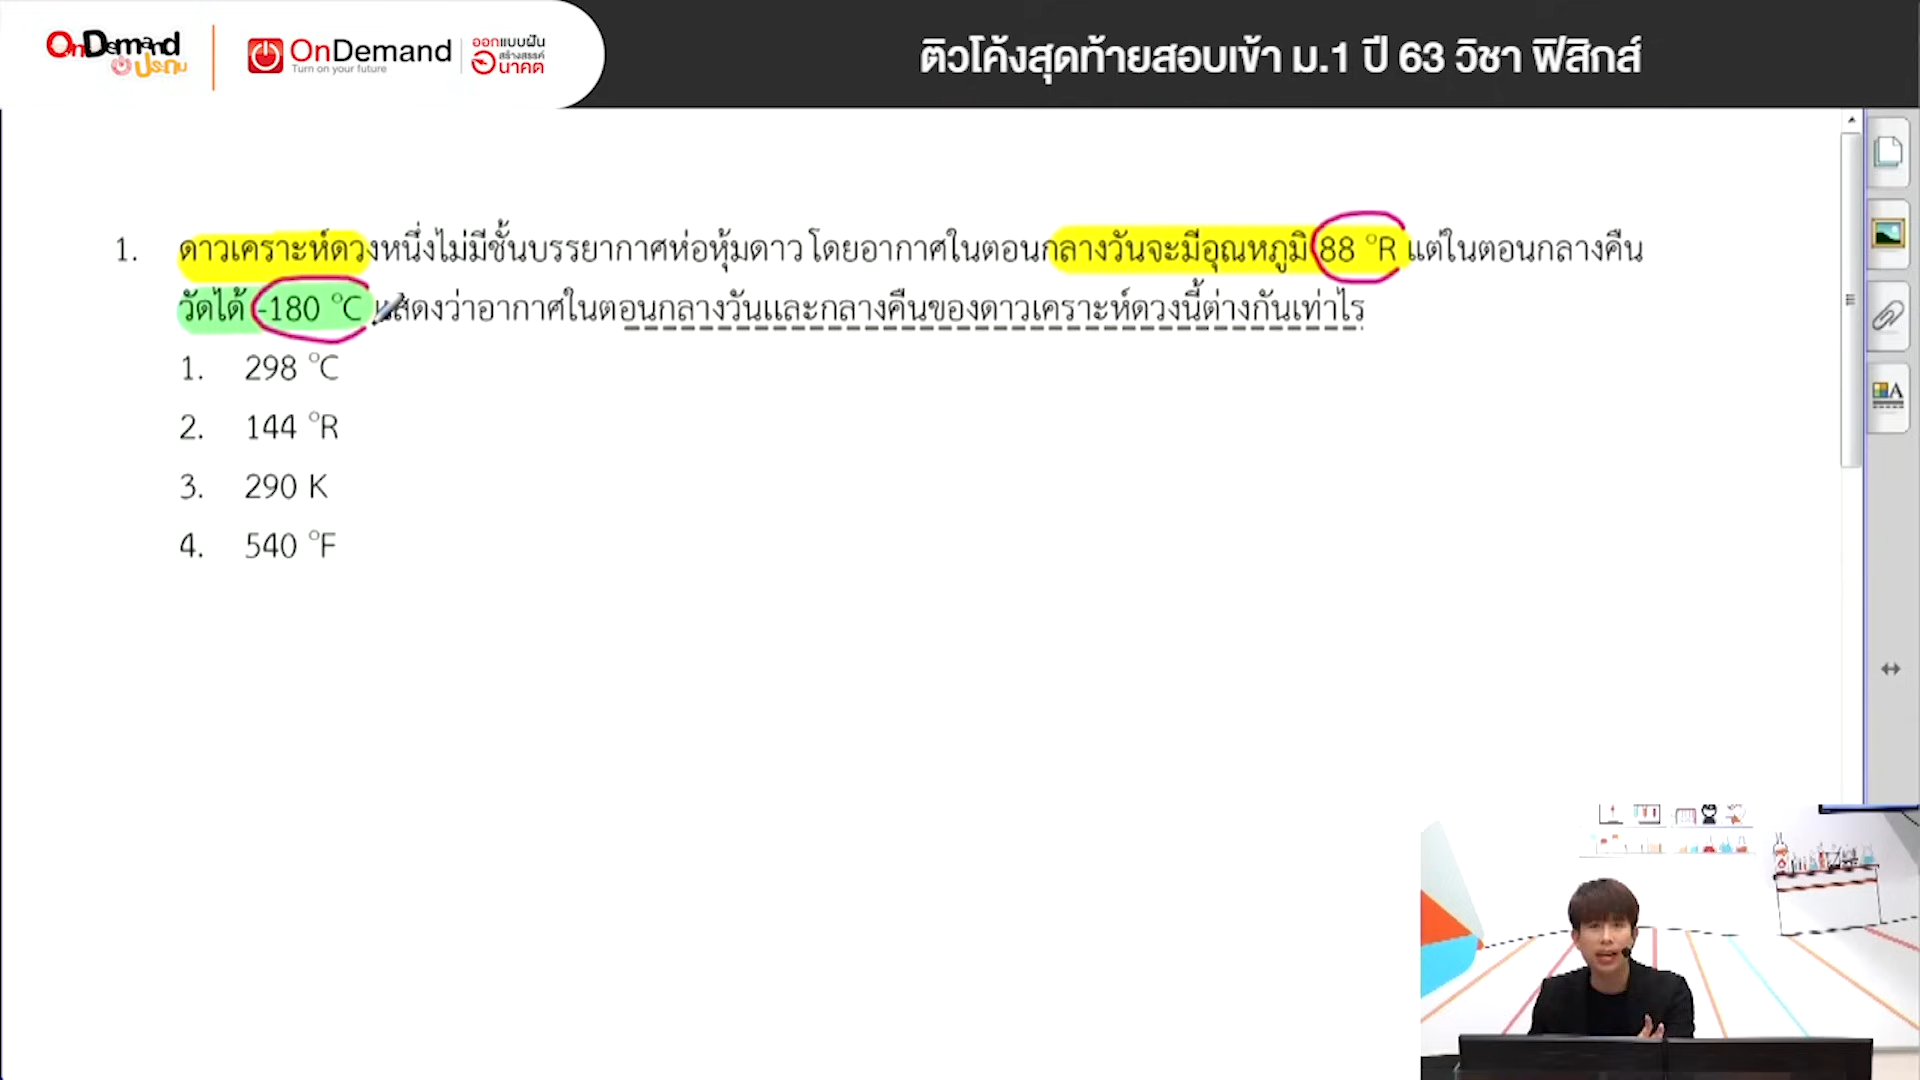 OnDemand
ประถม
OnDemand
Turn on your future
ออกแบบฝัน
สร้างสรรค์
อนาคต
ติวโค้งสุดท้ายสอบเข้า ม.1 ปี 63 วิชา ฟิสิกส์
1. ดาวเคราะห์ดวงหนึ่งไม่มีชั้นบรรยากาศห่อหุ้มดาว โดยอากาศในตอนกลางวันจะมีอุณหภูมิ 88 °R แต่ในตอนกลางคืน
วัดได้ -180 °C แสดงว่าอากาศในตอนกลางวันและกลางคืนของดาวเคราะห์ดวงนี้ต่างกันเท่าไร
1. 298 °C
2. 144 °R
3. 290 K
4. 540 °F